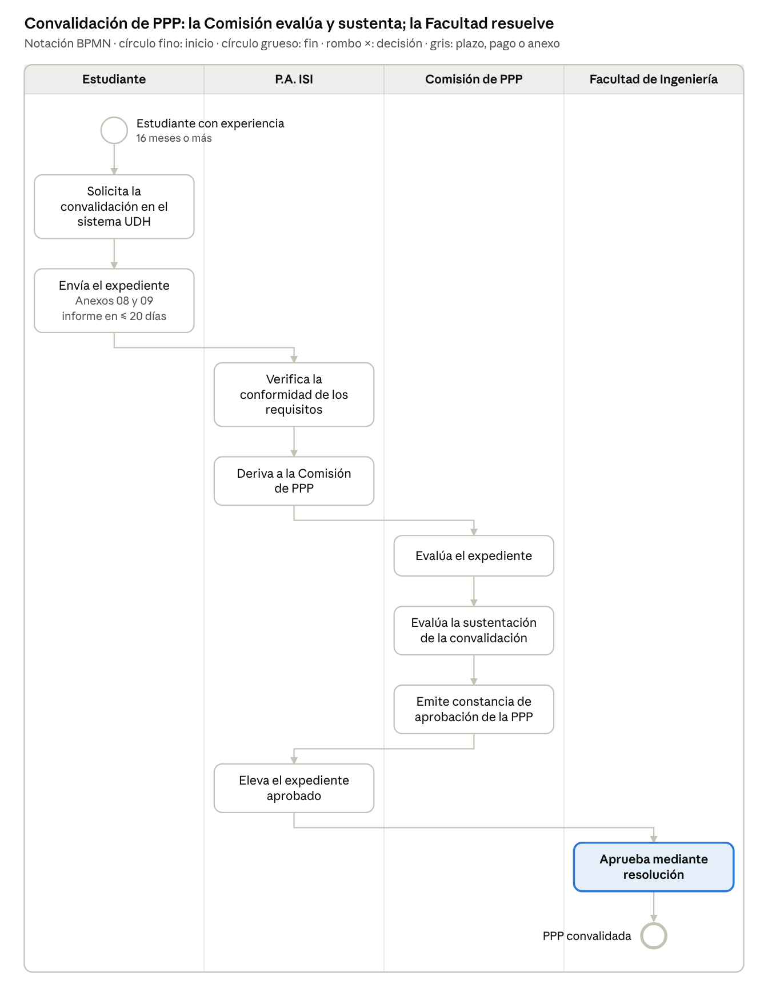 Convalidación de PPP: la Comisión evalúa y sustenta; la Facultad resuelve
Notación BPMN · círculo fino: inicio · círculo grueso: fin · rombo ×: decisión · gris: plazo, pago o anexo
Estudiante
P.A. ISI
Comisión de PPP
Facultad de Ingeniería
Estudiante con experiencia
16 meses o más
Solicita la
convalidación en el
sistema UDH
Envía el expediente
Anexos 08 y 09
informe en ≤ 20 días
Verifica la
conformidad de los
requisitos
Deriva a la Comisión
de PPP
Evalúa el expediente
Evalúa la sustentación
de la convalidación
Emite constancia de
aprobación de la PPP
Eleva el expediente
aprobado
Aprueba mediante
resolución
PPP convalidada